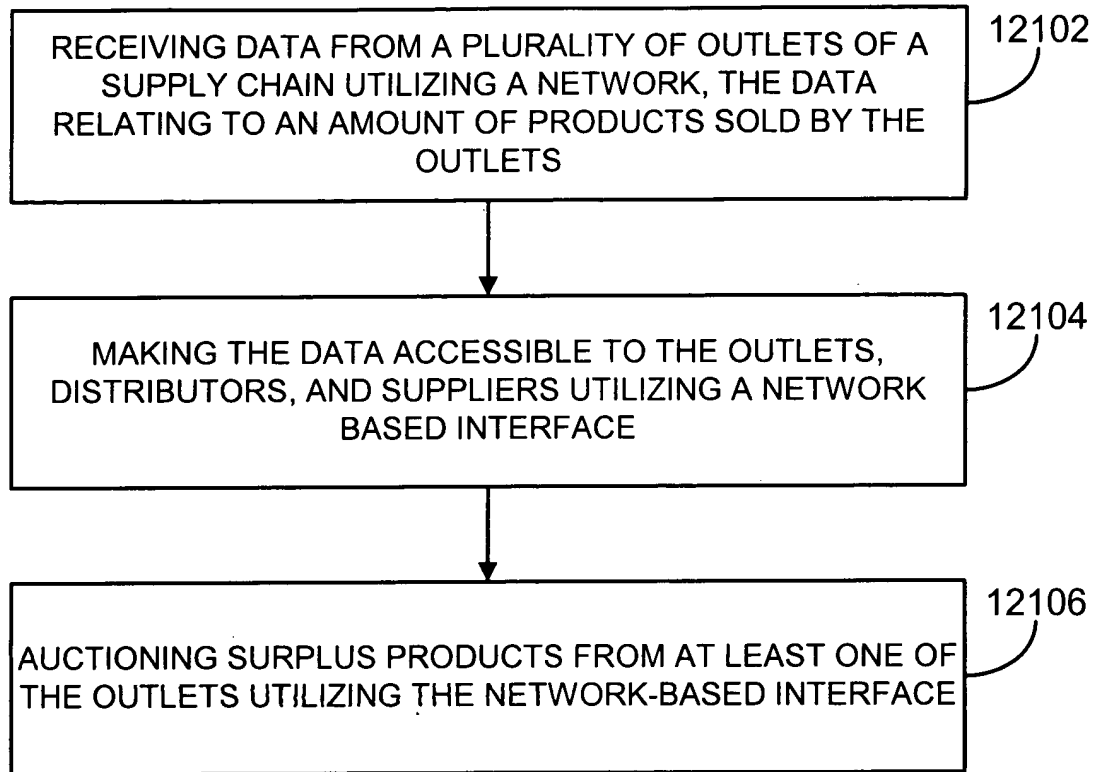 12102
RECEIVING DATA FROM A PLURALITY OF OUTLETS OF A
SUPPLY CHAIN UTILIZING A NETWORK, THE DATA
RELATING TO AN AMOUNT OF PRODUCTS SOLD BY THE
OUTLETS
12104
MAKING THE DATA ACCESSIBLE TO THE OUTLETS,
DISTRIBUTORS, AND SUPPLIERS UTILIZING A NETWORK
BASED INTERFACE
12106
AUCTIONING SURPLUS PRODUCTS FROM AT LEAST ONE OF
THE OUTLETS UTILIZING THE NETWORK-BASED INTERFACE